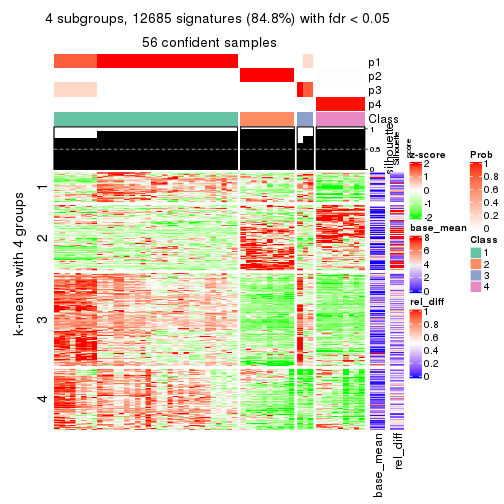 4 subgroups, 12685 signatures (84.8%) with fdr < 0.05
56 confident samples
p1
p2
p3
p4
Class
1
0.5
0
silhouette
Silhouette
score
k-means with 4 groups
1
2
3
4
base_mean
rel_diff
z-score
2
1
0
-1
-2
base_mean
8
6
4
2
0
rel_diff
1
0.8
0.6
0.4
0.2
0
Prob
1
0.8
0.6
0.4
0.2
0
Class
1
2
3
4